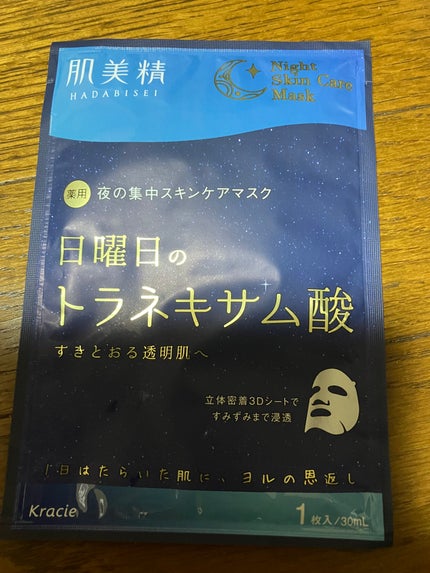 肌美精
HADABISEI
Night
Skin Care
Mask
薬用 夜の集中スキンケアマスク
日曜日の
トラネキサム酸
すきとおる透明肌へ
立体密着3Dシートで
すみずみまで浸透
1日はたらいた肌に、ヨルの恩返し
Kracie
1枚入/30mL